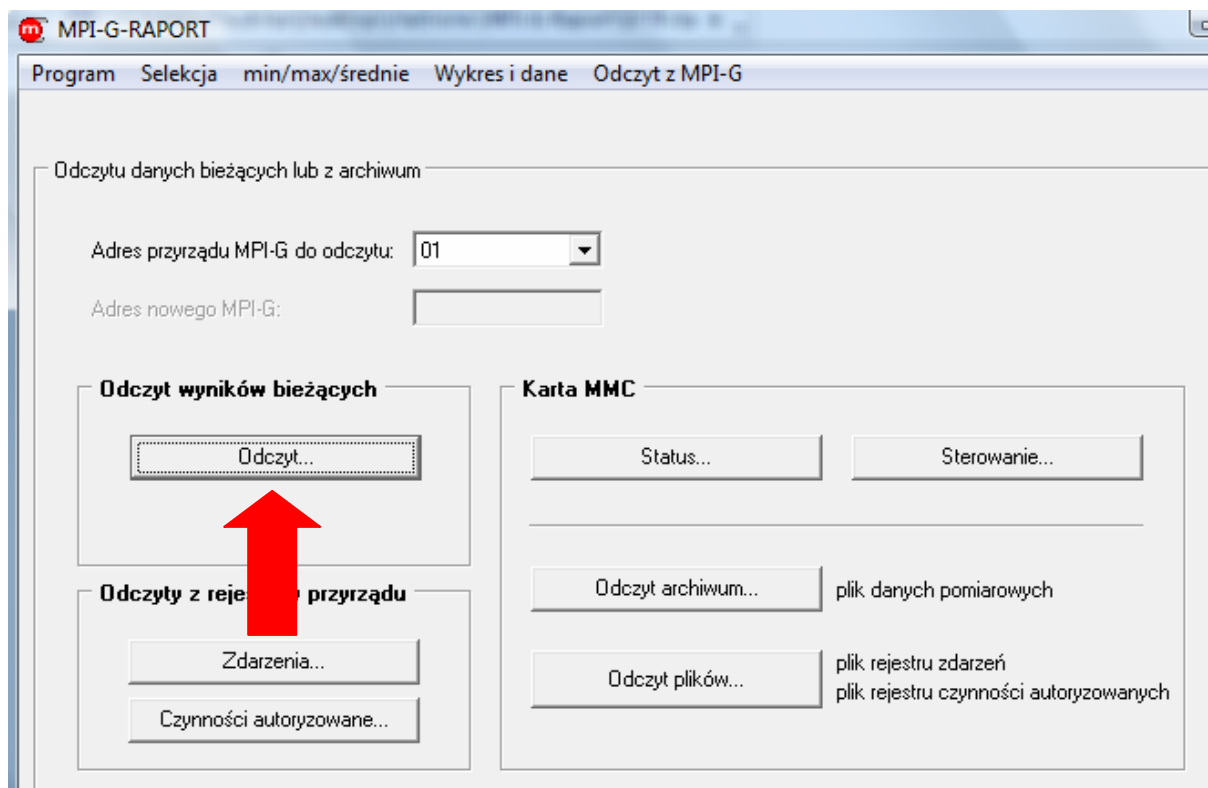 MPI-G-RAPORT
Program Selekcja min/max/średnie Wykres i dane Odczyt z MPI-G
Odczytu danych bieżących lub z archiwum
Adres przyrządu MPI-G do odczytu: 01
Adres nowego MPI-G:
Odczyt wyników bieżących
Odczyt...
Odczyty z przyrządu
Zdarzenia...
Czynności autoryzowane...
Karta MMC
Status... Sterowanie...
Odczyt archiwum... plik danych pomiarowych
Odczyt plików... plik rejestru zdarzeń
plik rejestru czynności autoryzowanych